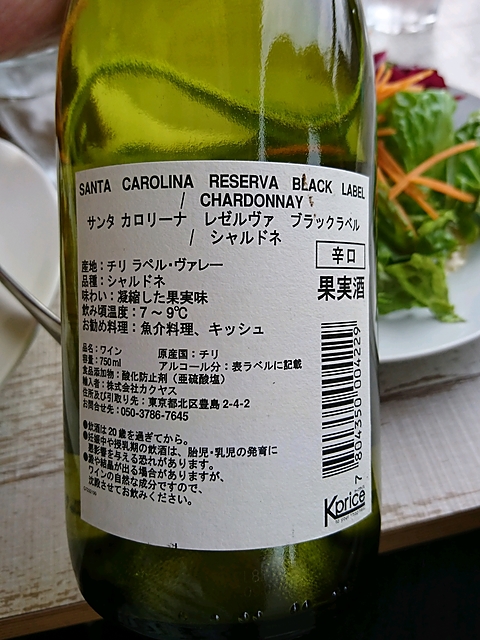 SANTA CAROLINA RESERVA BLACK LABEL
/ CHARDONNAY
サンタ カロリーナ レゼルヴァ ブラックラベル
/ シャルドネ
辛口
果実酒
産地：チリ ラペル・ヴァレー
品種：シャルドネ
味わい：凝縮した果実味
飲み頃温度：7～9℃
お勧め料理：魚介料理、キッシュ
品名：ワイン 原産国：チリ
容量：750ml アルコール分：表ラベルに記載
食品添加物：酸化防止剤（亜硫酸塩）
輸入者：株式会社カクヤス
住所及び引取り先：東京都北区豊島2-4-2
お問合せ先：050-3786-7645
●飲酒は20歳を過ぎてから。
●妊娠中や授乳期の飲酒は、胎児・乳児の発育に
悪影響を与える恐れがあります。
●澱や結晶が出る場合がありますが、
ワインの自然な成分ですので、
沈殿させてお飲みください。
7 804350 004229
Kprice